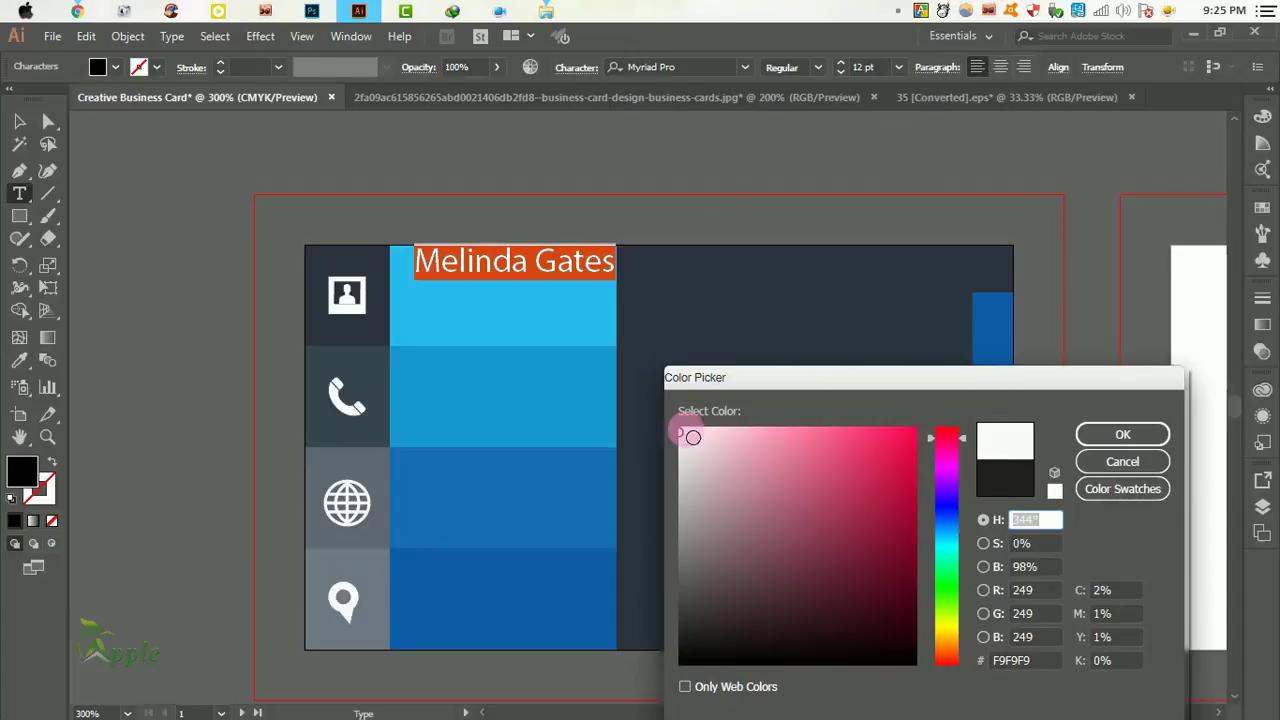 9:25 PM
Ai File Edit Object Type Select Effect View Window Help Br St Essentials Search Adobe Stock
Characters Stroke: Opacity: 100% Character: Myriad Pro Regular 12 pt Paragraph: Align Transform
Creative Business Card* @ 300% (CMYK/Preview) 2fa09ac615856265abd0021406db2fd8--business-card-design-business-cards.jpg* @ 200% (RGB/Preview) 35 [Converted].eps* @ 33.33% (RGB/Preview)
Melinda Gates
Color Picker
Select Color:
OK
Cancel
Color Swatches
H: 344°
S: 0%
B: 98%
R: 249 C: 2%
G: 249 M: 1%
B: 249 Y: 1%
# F9F9F9 K: 0%
Only Web Colors
Apple
300% 1 Type